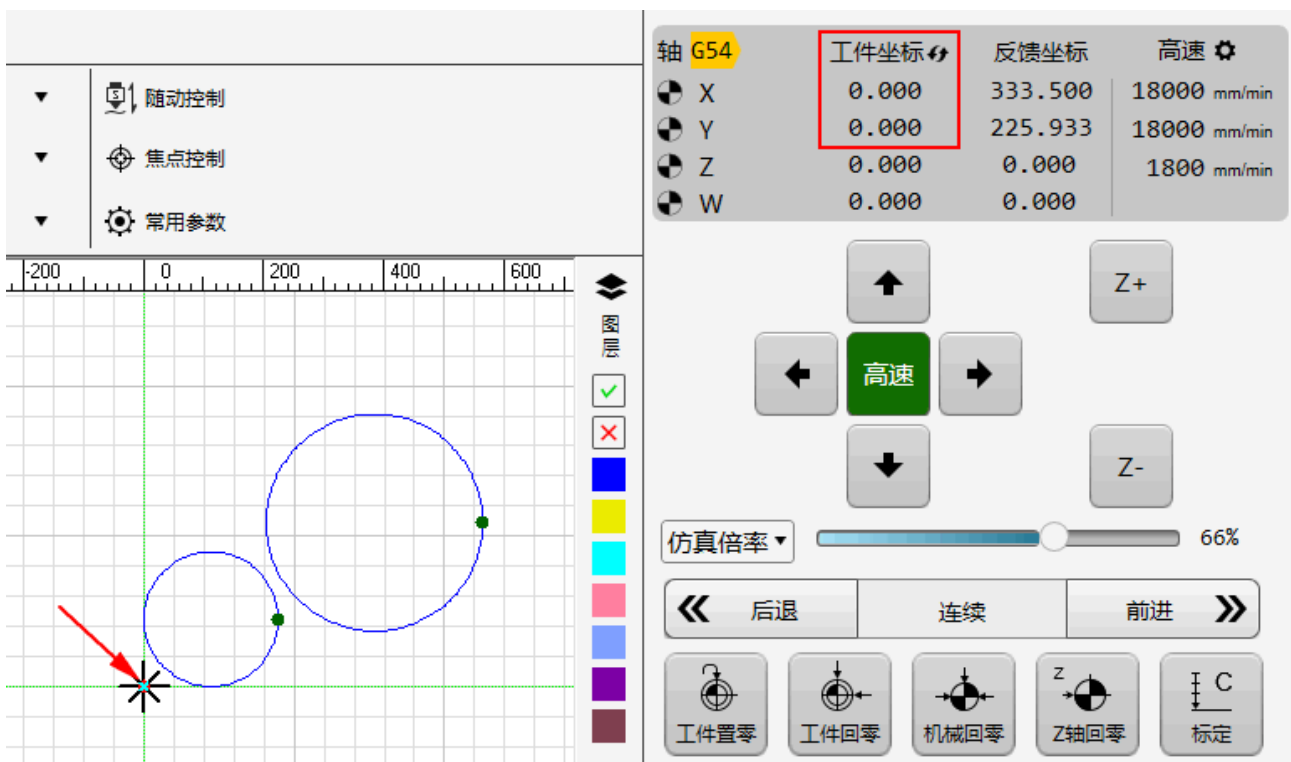 随动控制
焦点控制
常用参数
-200 0 200 400 600
图
层
轴 G54 工件坐标 反馈坐标 高速
X 0.000 333.500 18000 mm/min
Y 0.000 225.933 18000 mm/min
Z 0.000 0.000 1800 mm/min
W 0.000 0.000
Z+
高速
Z-
仿真倍率 66%
后退 连续 前进
S
Z
C
工件置零 工件回零 机械回零 Z轴回零 标定